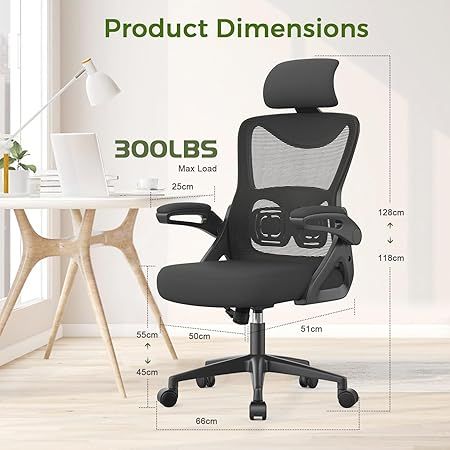 Product Dimensions
300LBS
Max Load
25cm
128cm
118cm
55cm
50cm
51cm
45cm
66cm